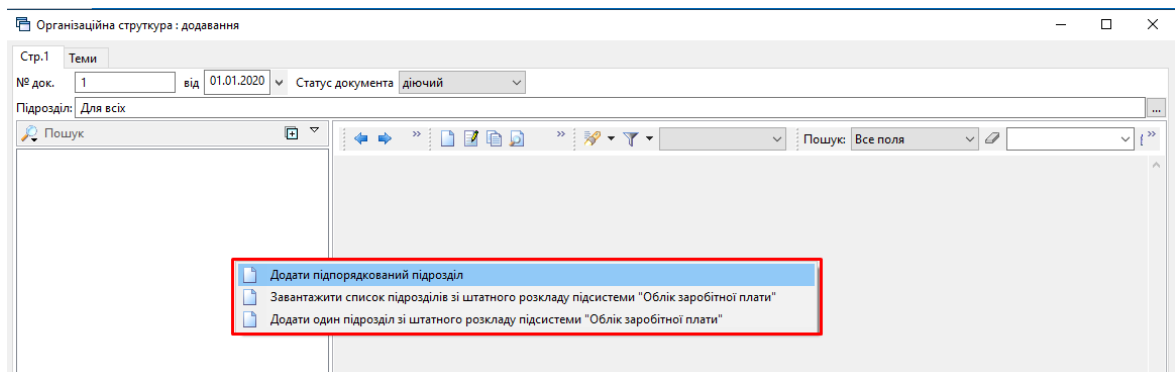 Організаційна струткура : додавання
Стр.1 Теми
№ док. 1 від 01.01.2020 Статус документа діючий
Підрозділ: Для всіх ...
Пошук Пошук: Все поля
Додати підпорядкований підрозділ
Завантажити список підрозділів зі штатного розкладу підсистеми "Облік заробітної плати"
Додати один підрозділ зі штатного розкладу підсистеми "Облік заробітної плати"